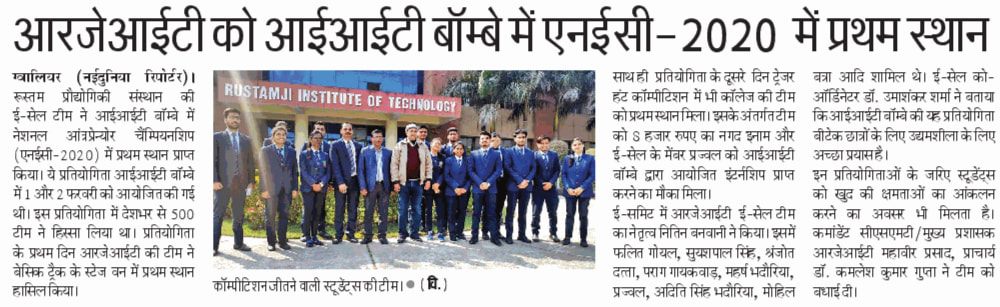 आरजेआईटी को आईआईटी बॉम्बे में एनईसी-2020 में प्रथम स्थान
ग्वालियर (नईदुनिया रिपोर्टर)।
रूस्तम प्रौद्योगिकी संस्थान की
ई-सेल टीम ने आईआईटी बॉम्बे में
नेशनल आंत्रप्रेन्योर चैंम्पियनशिप
(एनईसी-2020) में प्रथम स्थान प्राप्त
किया। ये प्रतियोगिता आईआईटी बॉम्बे
में 1 और 2 फरवरी को आयोजित की गई
थी। इस प्रतियोगिता में देशभर से 500
टीम ने हिस्सा लिया था। प्रतियोगिता
के प्रथम दिन आरजेआईटी की टीम ने
बेसिक ट्रैक के स्टेज वन में प्रथम स्थान
हासिल किया।
RUSTAMJI INSTITUTE OF TECHNOLOGY
कॉम्पीटिशन जीतने वाली स्टूडेंट्स की टीम। ● (वि.)
साथ ही प्रतियोगिता के दूसरे दिन ट्रेजर
हंट कॉम्पीटिशन में भी कॉलेज की टीम
को प्रथम स्थान मिला। इसके अंतर्गत टीम
को 8 हजार रुपए का नगद इनाम और
ई-सेल के मेंबर प्रज्वल को आईआईटी
बॉम्बे द्वारा आयोजित इंटर्नशिप प्राप्त
करने का मौका मिला।
ई-समिट में आरजेआईटी ई-सेल टीम
का नेतृत्व नितिन बनवानी ने किया। इसमें
फलित गोयल, सुयशपाल सिंह, श्रंजोत
दत्ता, पराग गायकवाड़, महर्ष भदौरिया,
प्रज्वल, अदिति सिंह भदौरिया, मोहिल
बत्रा आदि शामिल थे। ई-सेल को-
ऑर्डिनेटर डॉ. उमाशंकर शर्मा ने बताया
कि आईआईटी बॉम्बे की यह प्रतियोगिता
बीटेक छात्रों के लिए उद्यमशीला के लिए
अच्छा प्रयास है।
इन प्रतियोगिताओं के जरिए स्टूडेंट्स
को खुद की क्षमताओं का आंकलन
करने का अवसर भी मिलता है।
कमांडेंट सीएसएमटी/मुख्य प्रशासक
आरजेआईटी महावीर प्रसाद, प्राचार्य
डॉ. कमलेश कुमार गुप्ता ने टीम को
बधाई दी।